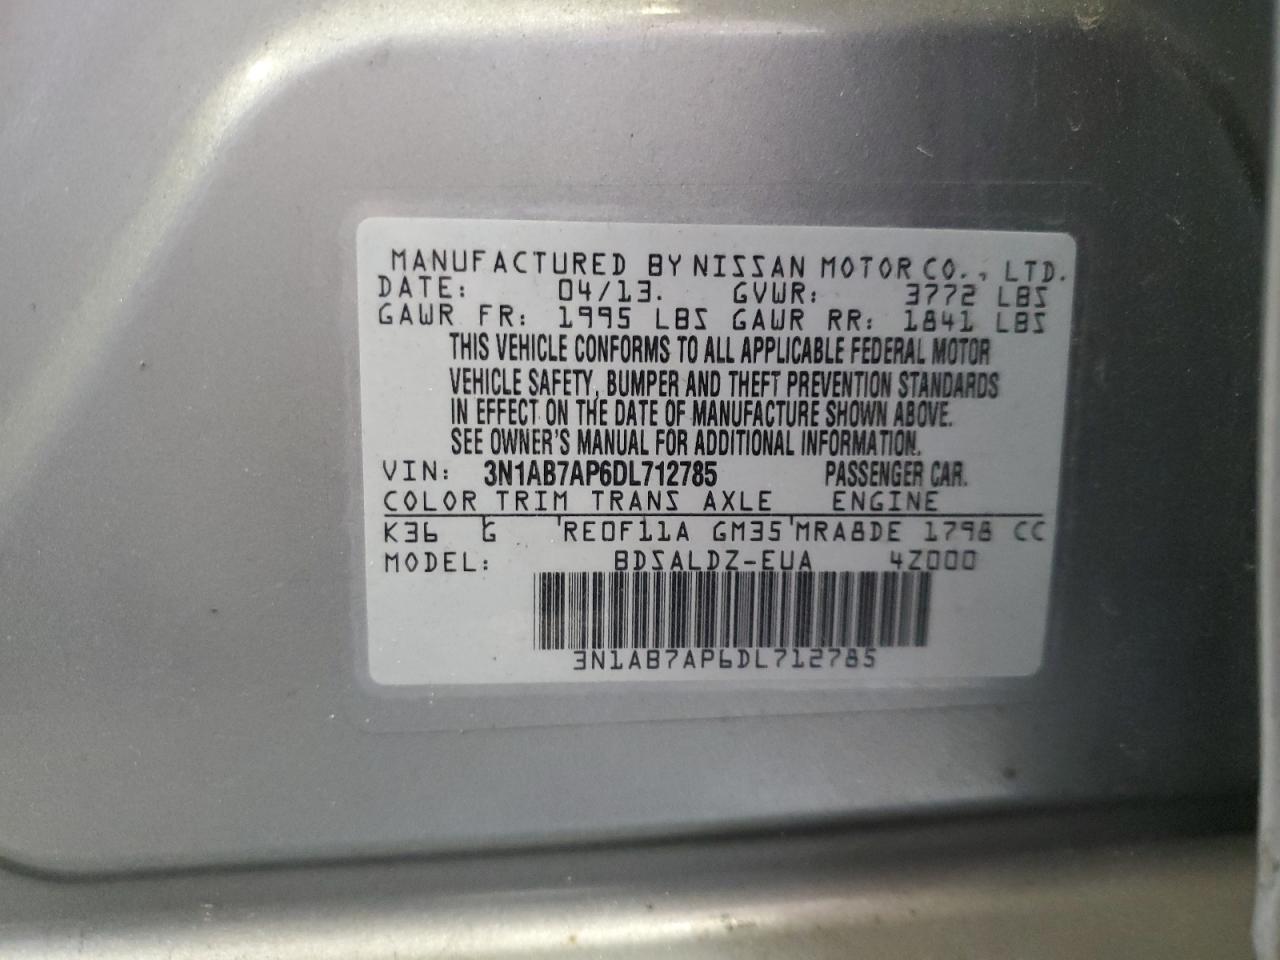 MANUFACTURED BY NISSAN MOTOR CO., LTD.
DATE: 04/13. GVWR: 3772 LBS
GAWR FR: 1995 LBS GAWR RR: 1841 LBS
THIS VEHICLE CONFORMS TO ALL APPLICABLE FEDERAL MOTOR
VEHICLE SAFETY, BUMPER AND THEFT PREVENTION STANDARDS
IN EFFECT ON THE DATE OF MANUFACTURE SHOWN ABOVE.
SEE OWNER'S MANUAL FOR ADDITIONAL INFORMATION.
VIN: 3N1AB7AP6DL712785 PASSENGER CAR.
COLOR TRIM TRANS AXLE ENGINE
K36 G 'RE0F11A GM35'MRA8DE 1798 CC
MODEL: BDSALDZ-EUA 4Z000
3N1AB7AP6DL712785